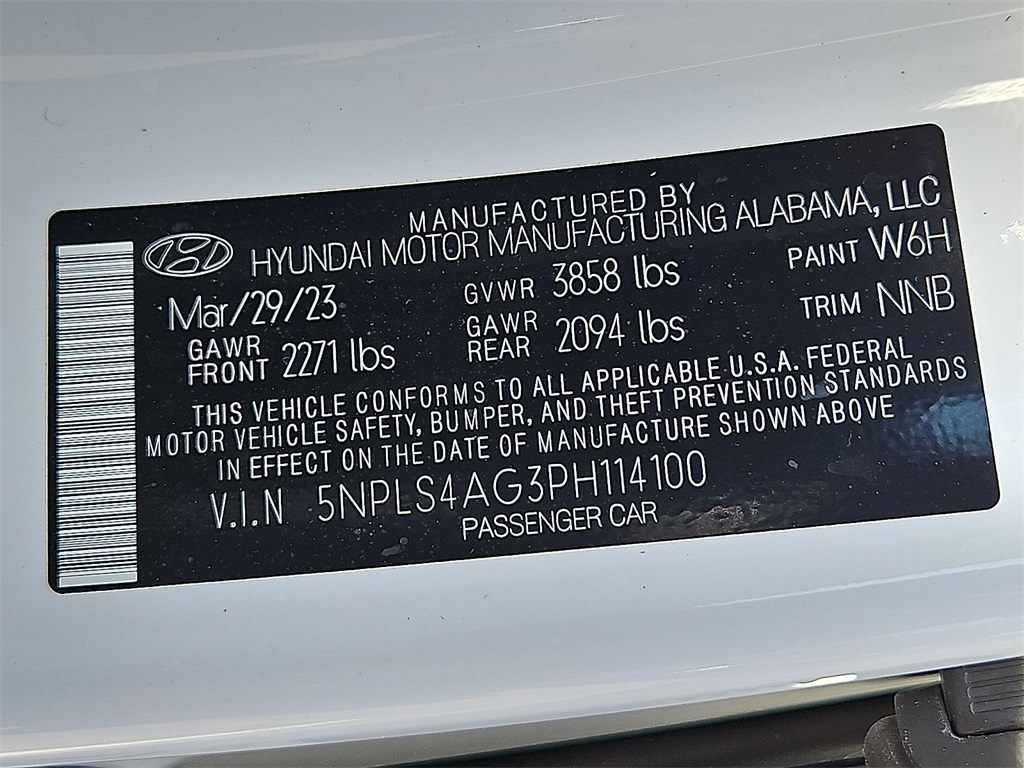 MANUFACTURED BY
HYUNDAI MOTOR MANUFACTURING ALABAMA, LLC
Mar/29/23 GVWR 3858 lbs PAINT W6H
GAWR FRONT 2271 lbs GAWR REAR 2094 lbs TRIM NNB
THIS VEHICLE CONFORMS TO ALL APPLICABLE U.S.A. FEDERAL
MOTOR VEHICLE SAFETY, BUMPER, AND THEFT PREVENTION STANDARDS
IN EFFECT ON THE DATE OF MANUFACTURE SHOWN ABOVE
V.I.N 5NPLS4AG3PH114100
PASSENGER CAR